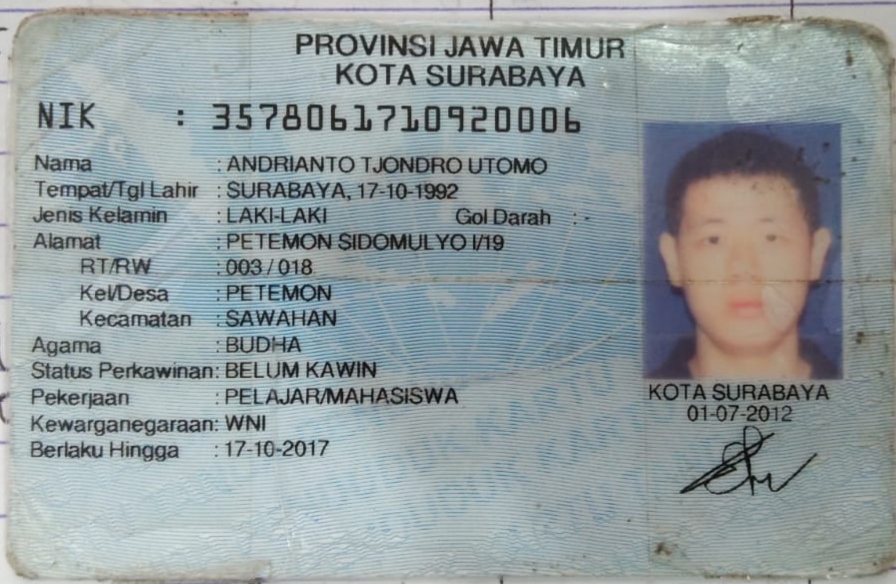 PROVINSI JAWA TIMUR
KOTA SURABAYA
NIK : 3578061710920006
Nama : ANDRIANTO TJONDRO UTOMO
Tempat/Tgl Lahir : SURABAYA, 17-10-1992
Jenis Kelamin : LAKI-LAKI Gol Darah : -
Alamat : PETEMON SIDOMULYO I/19
RT/RW : 003 / 018
Kel/Desa : PETEMON
Kecamatan : SAWAHAN
Agama : BUDHA
Status Perkawinan: BELUM KAWIN
Pekerjaan : PELAJAR/MAHASISWA
Kewarganegaraan: WNI
Berlaku Hingga : 17-10-2017
KOTA SURABAYA
01-07-2012